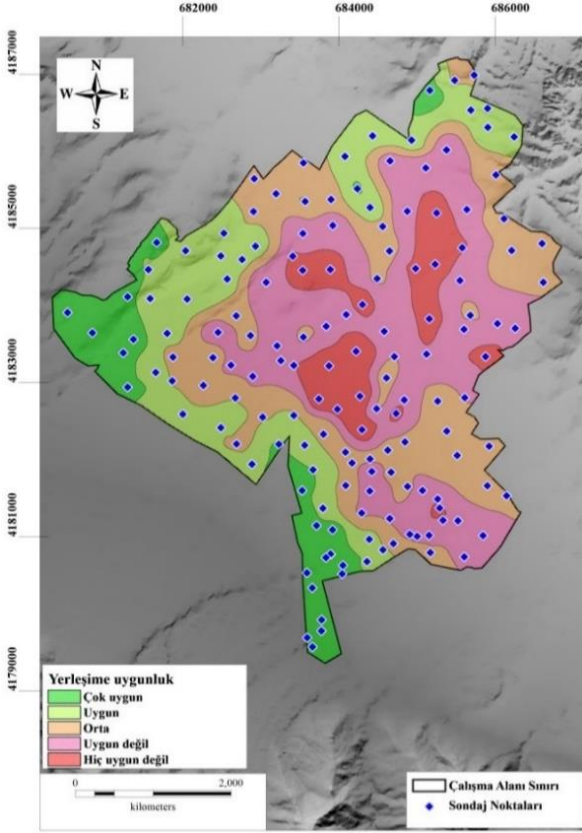 682000 684000 686000
4187000
4185000
4183000
4181000
4179000
N
W E
S
Yerleşime uygunluk
Çok uygun
Uygun
Orta
Uygun değil
Hiç uygun değil
0 2,000
kilometers
Çalışma Alanı Sınırı
Sondaj Noktaları